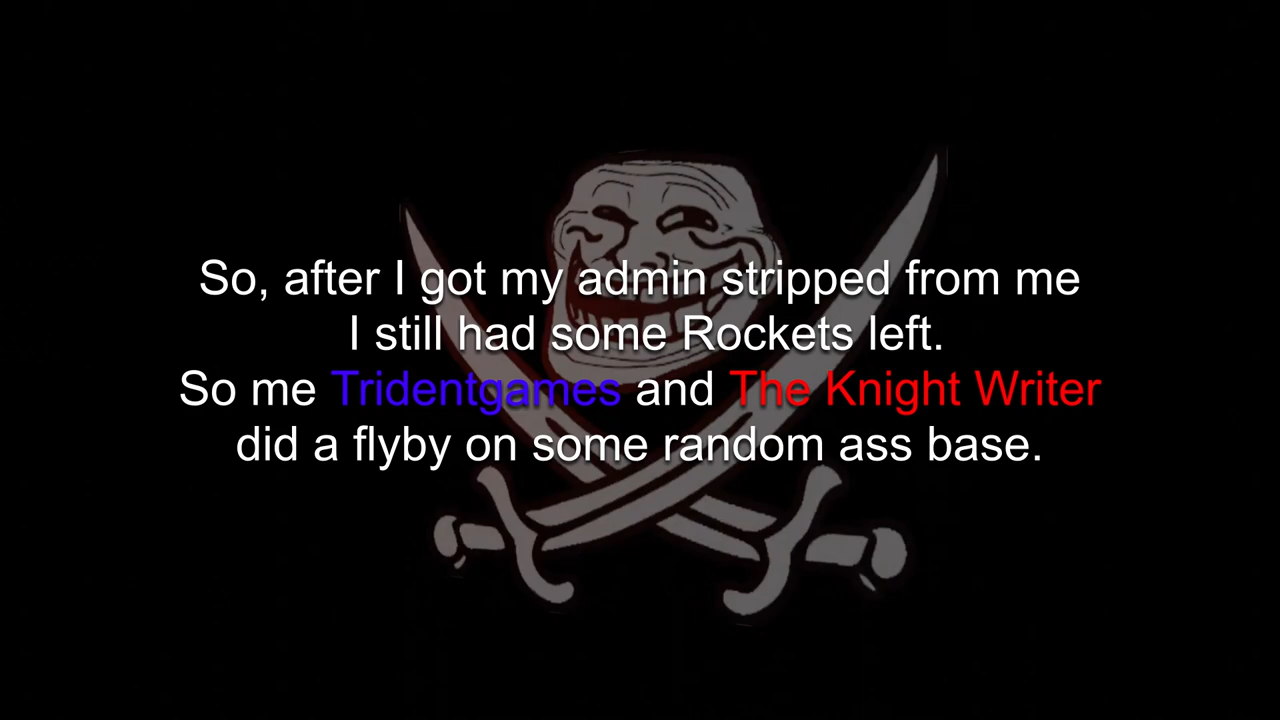 So, after I got my admin stripped from me
I still had some Rockets left.
So me Tridentgames and The Knight Writer
did a flyby on some random ass base.